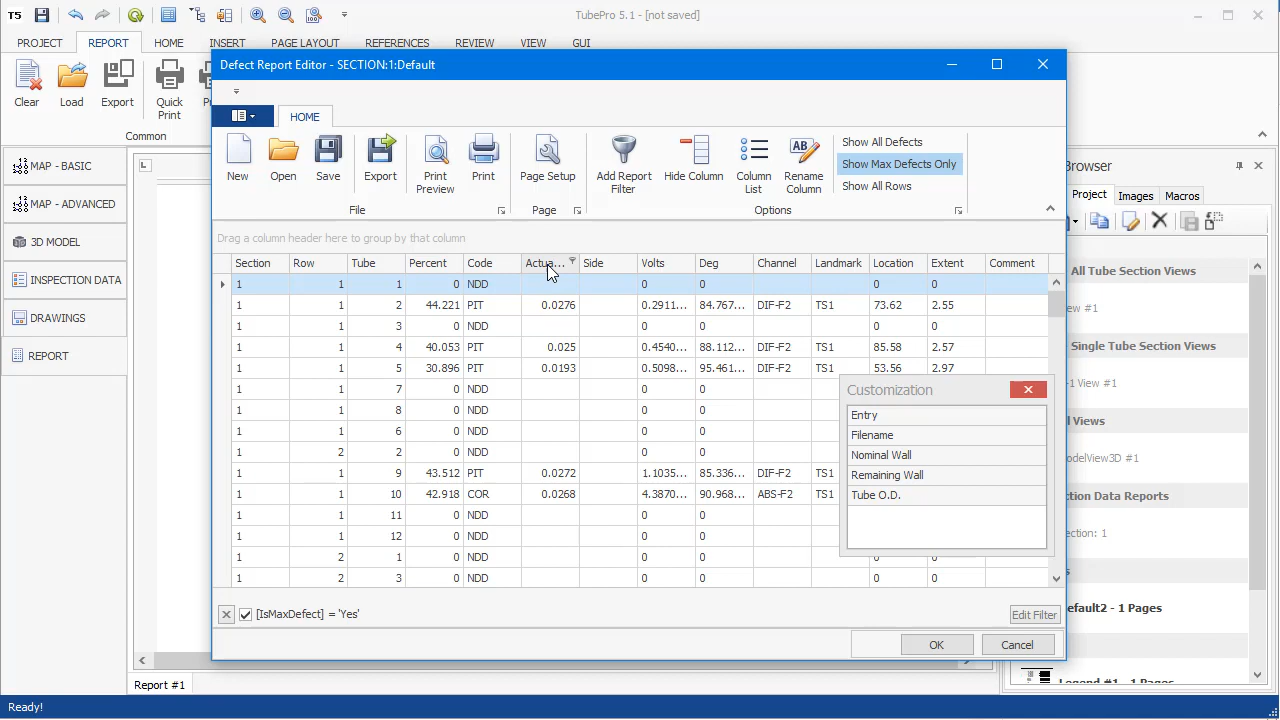 T5 TubePro 5.1 - [not saved]
PROJECT REPORT HOME INSERT PAGE LAYOUT REFERENCES REVIEW VIEW GUI
Clear Load Export Quick Print
Common
MAP - BASIC
MAP - ADVANCED
3D MODEL
INSPECTION DATA
DRAWINGS
REPORT
Defect Report Editor - SECTION:1:Default
HOME
New Open Save Export Print Preview Print Page Setup Add Report Filter Hide Column Column List Rename Column
Show All Defects
Show Max Defects Only
Show All Rows
File Page Options
Drag a column header here to group by that column
Section Row Tube Percent Code Actua... Side Volts Deg Channel Landmark Location Extent Comment
1 1 1 0 NDD 0 0 0 0
1 1 2 44.221 PIT 0.0276 0.2911... 84.767... DIF-F2 TS1 73.62 2.55
1 1 3 0 NDD 0 0 0 0
1 1 4 40.053 PIT 0.025 0.4540... 88.112... DIF-F2 TS1 85.58 2.57
1 1 5 30.896 PIT 0.0193 0.5098... 95.461... DIF-F2 TS1 53.56 2.97
1 1 7 0 NDD 0 0
1 1 8 0 NDD 0 0
1 1 6 0 NDD 0 0
1 2 2 0 NDD 0 0
1 1 9 43.512 PIT 0.0272 1.1035... 85.336... DIF-F2 TS1
1 1 10 42.918 COR 0.0268 4.3870... 90.968... ABS-F2 TS1
1 1 11 0 NDD 0 0
1 1 12 0 NDD 0 0
1 2 1 0 NDD 0 0 0 0
1 2 3 0 NDD 0 0 0 0
Customization
Entry
Filename
Nominal Wall
Remaining Wall
Tube O.D.
[IsMaxDefect] = 'Yes'
Edit Filter
OK Cancel
Browser
Project Images Macros
All Tube Section Views
Single Tube Section Views
Report #1
Legend #1 - 1 Pages
Ready!